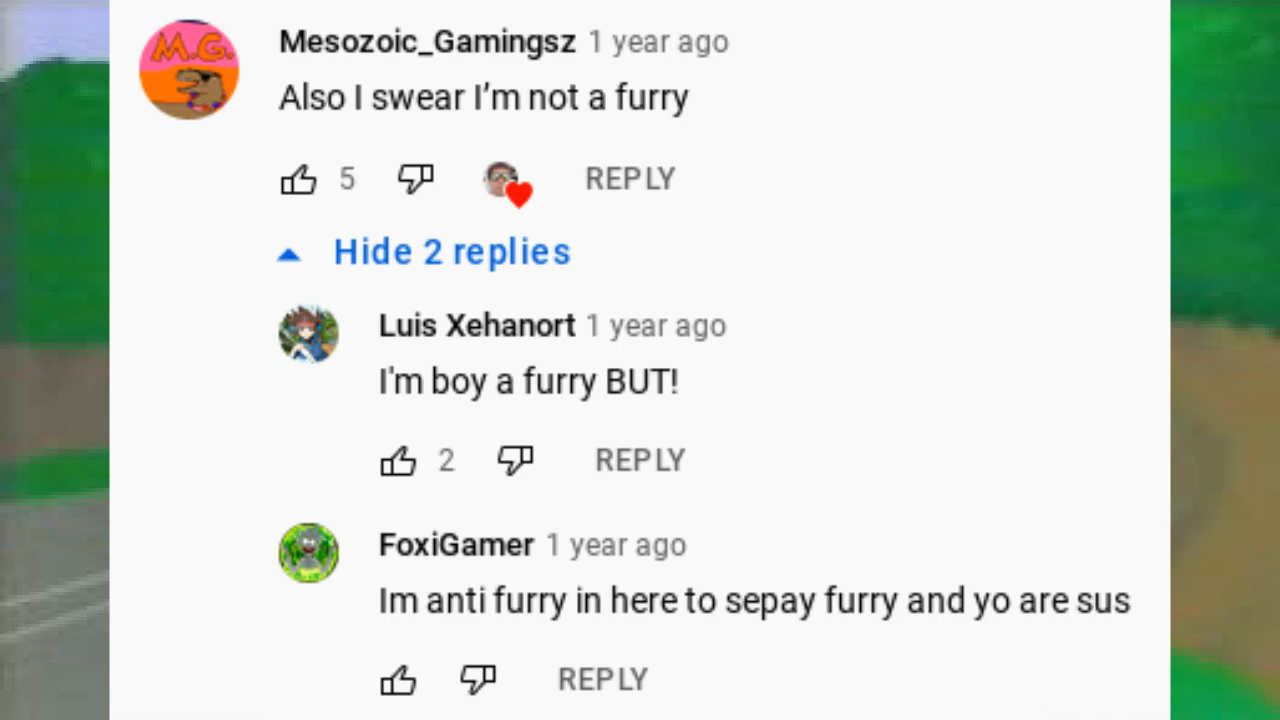 M.G.
Mesozoic_Gamingsz 1 year ago
Also I swear I'm not a furry
5 REPLY
Hide 2 replies
Luis Xehanort 1 year ago
I'm boy a furry BUT!
2 REPLY
FoxiGamer 1 year ago
Im anti furry in here to sepay furry and yo are sus
REPLY